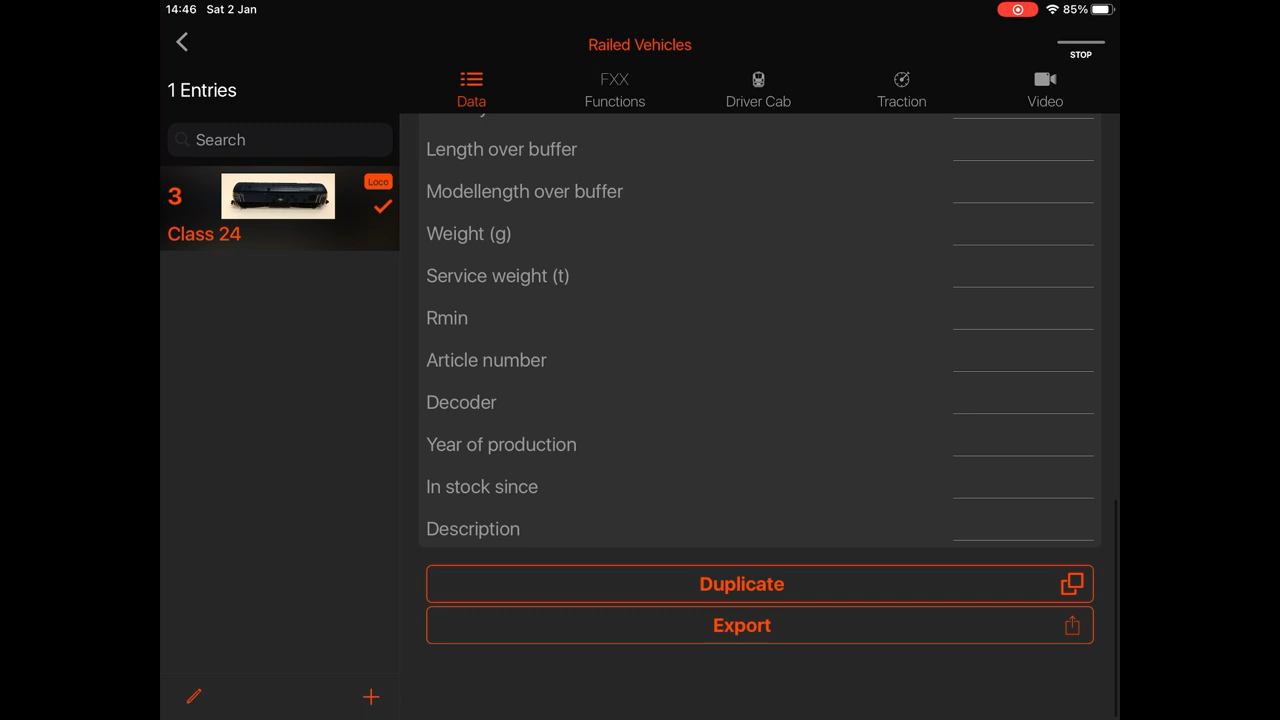 14:46 Sat 2 Jan
85%
Railed Vehicles
STOP
1 Entries
Data
FXX
Functions
Driver Cab
Traction
Video
Search
3
Loco
Class 24
Length over buffer
Modellength over buffer
Weight (g)
Service weight (t)
Rmin
Article number
Decoder
Year of production
In stock since
Description
Duplicate
Export